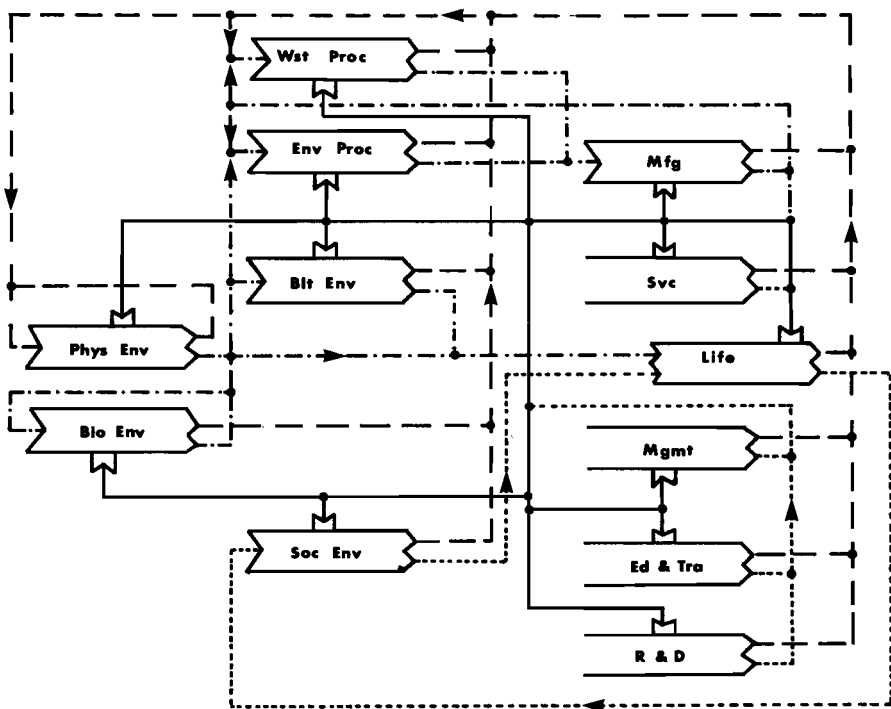 Wst Proc
Env Proc
Mfg
Blt Env
Svc
Phys Env
Life
Bio Env
Mgmt
Soc Env
Ed & Tra
R & D